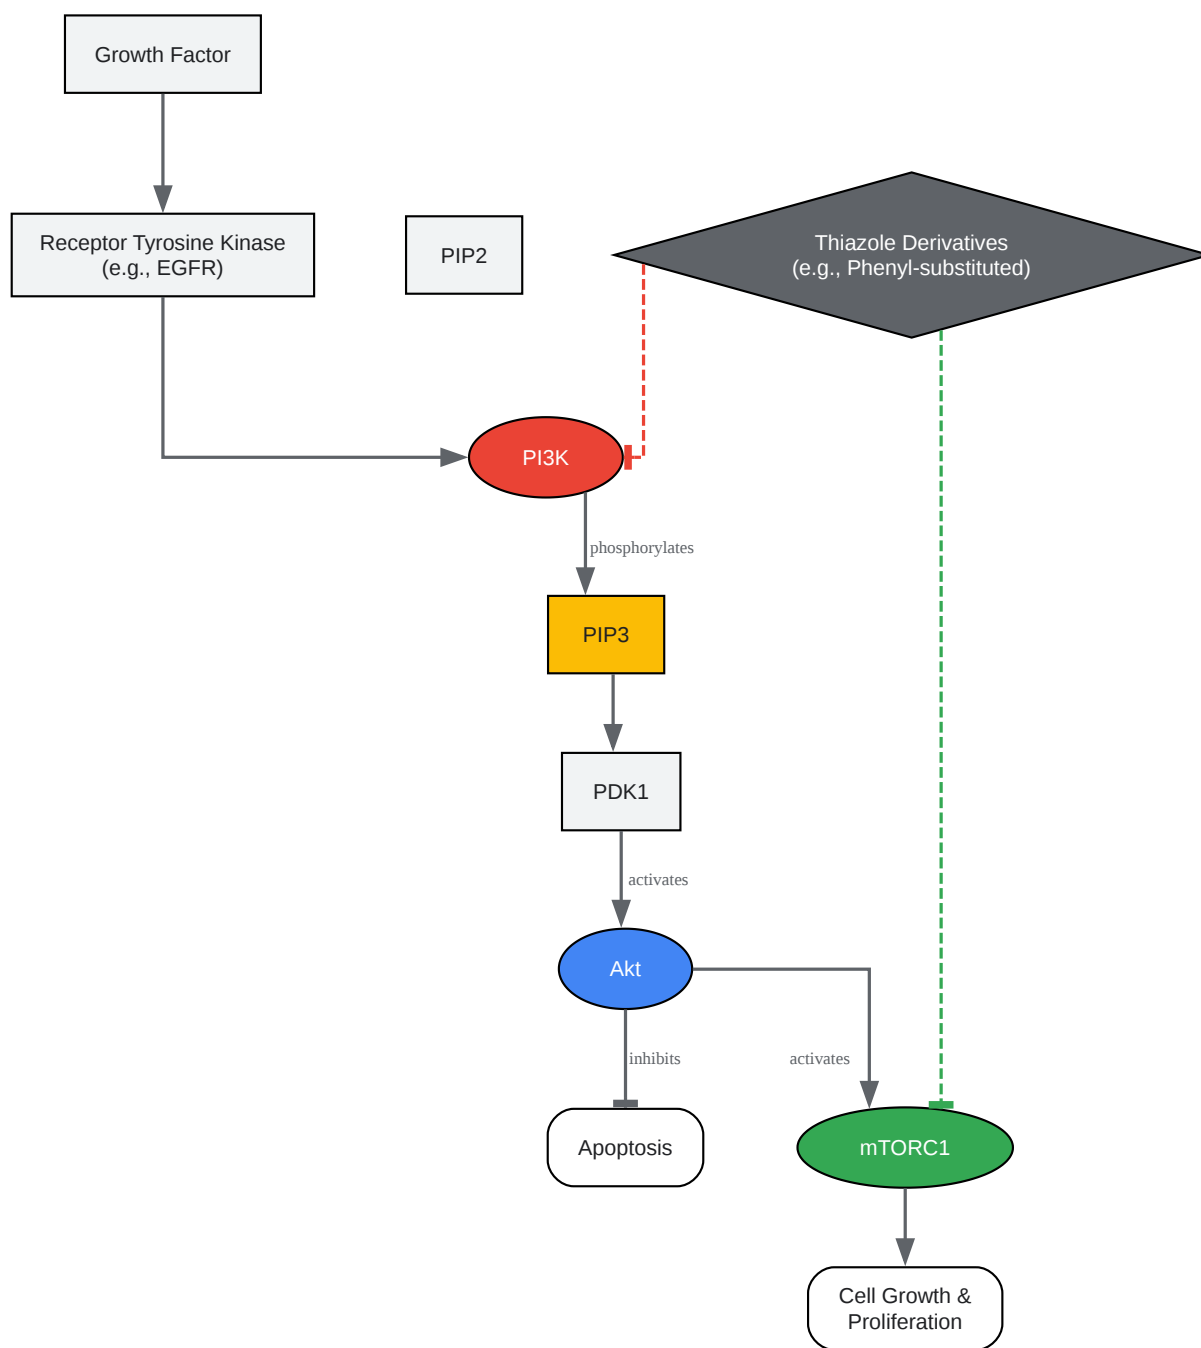 Growth Factor
Receptor Tyrosine Kinase
(e.g., EGFR)
PIP2
Thiazole Derivatives
(e.g., Phenyl-substituted)
PI3K
phosphorylates
PIP3
PDK1
activates
Akt
inhibits
activates
Apoptosis
mTORC1
Cell Growth &
Proliferation